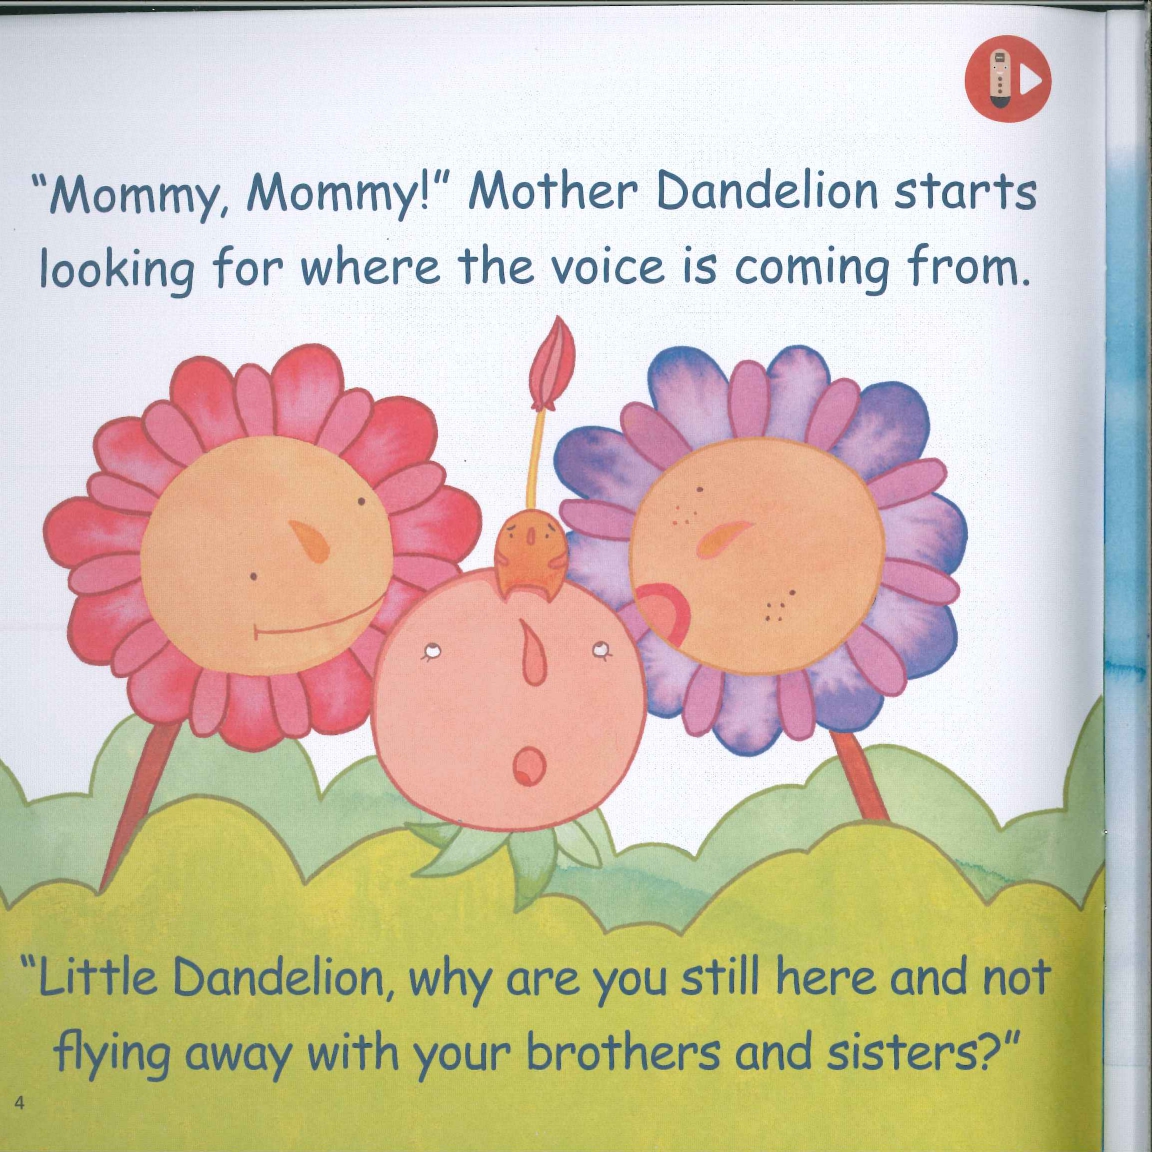 “Mommy, Mommy!” Mother Dandelion starts
looking for where the voice is coming from.
“Little Dandelion, why are you still here and not
flying away with your brothers and sisters?”
4